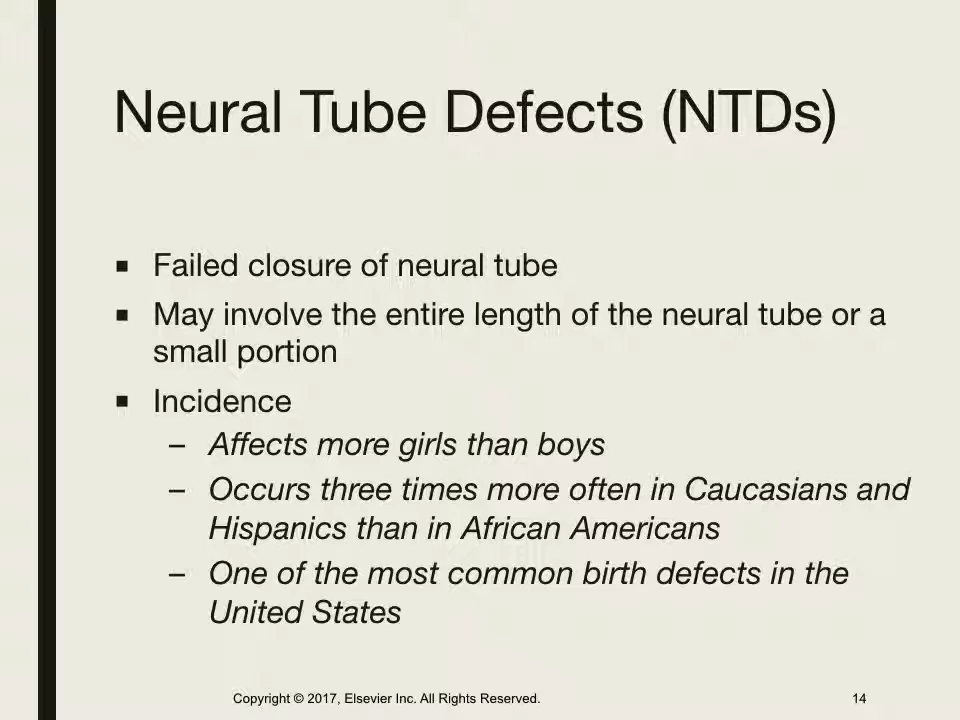 Neural Tube Defects (NTDs)
■ Failed closure of neural tube
■ May involve the entire length of the neural tube or a
small portion
■ Incidence
– Affects more girls than boys
– Occurs three times more often in Caucasians and
Hispanics than in African Americans
– One of the most common birth defects in the
United States
Copyright © 2017, Elsevier Inc. All Rights Reserved. 14